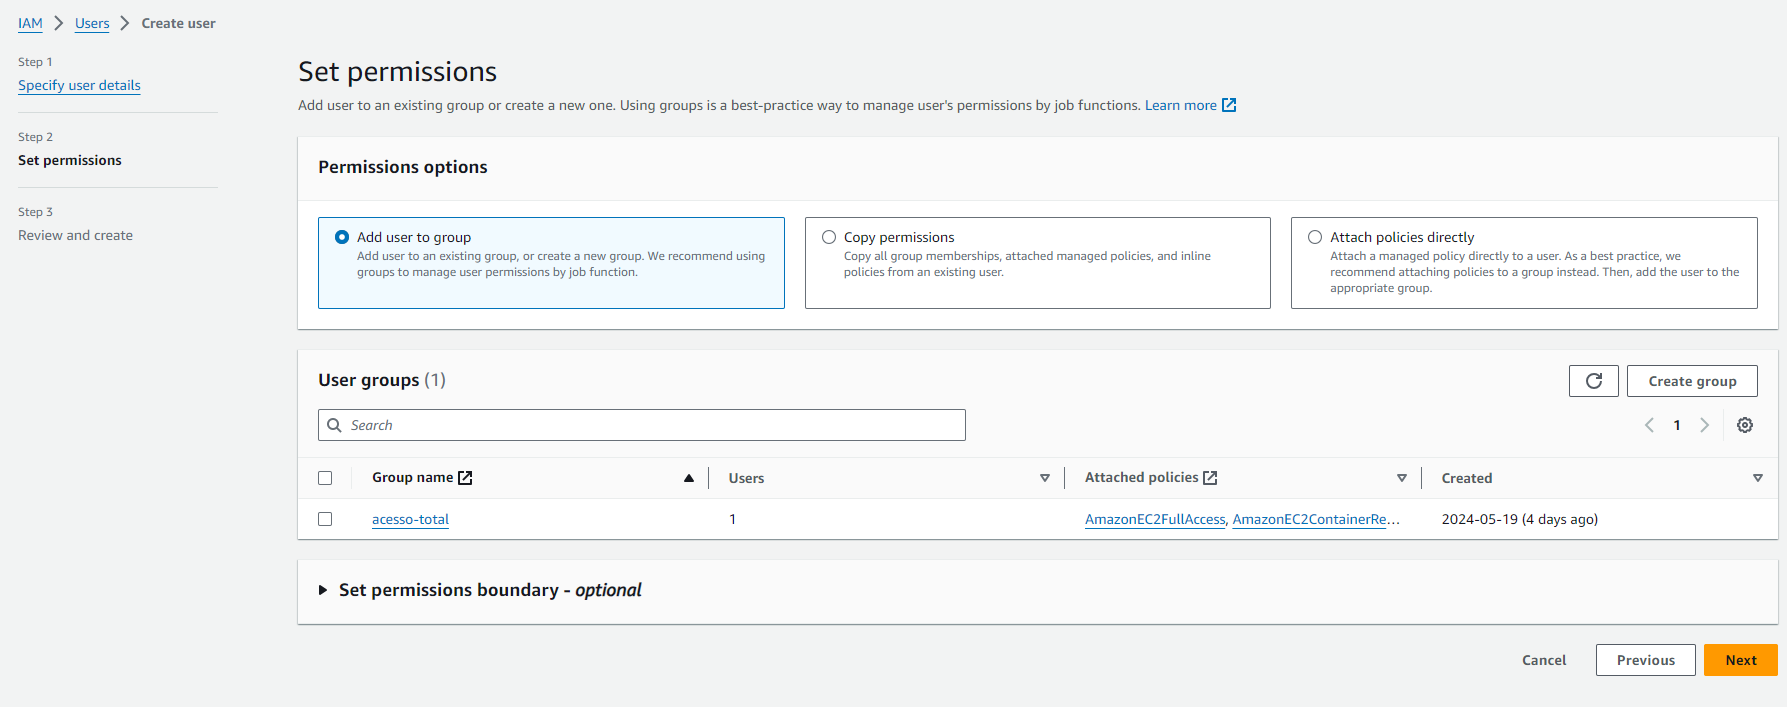 IAM > Users > Create user
Step 1
Specify user details
Step 2
Set permissions
Step 3
Review and create
Set permissions
Add user to an existing group or create a new one. Using groups is a best-practice way to manage user's permissions by job functions. Learn more
Permissions options
Add user to group
Add user to an existing group, or create a new group. We recommend using
groups to manage user permissions by job function.
Copy permissions
Copy all group memberships, attached managed policies, and inline
policies from an existing user.
Attach policies directly
Attach a managed policy directly to a user. As a best practice, we
recommend attaching policies to a group instead. Then, add the user to the
appropriate group.
User groups (1)
Create group
Search
1
Group name Users Attached policies Created
acesso-total 1 AmazonEC2FullAccess, AmazonEC2ContainerRe... 2024-05-19 (4 days ago)
Set permissions boundary - optional
Cancel Previous Next